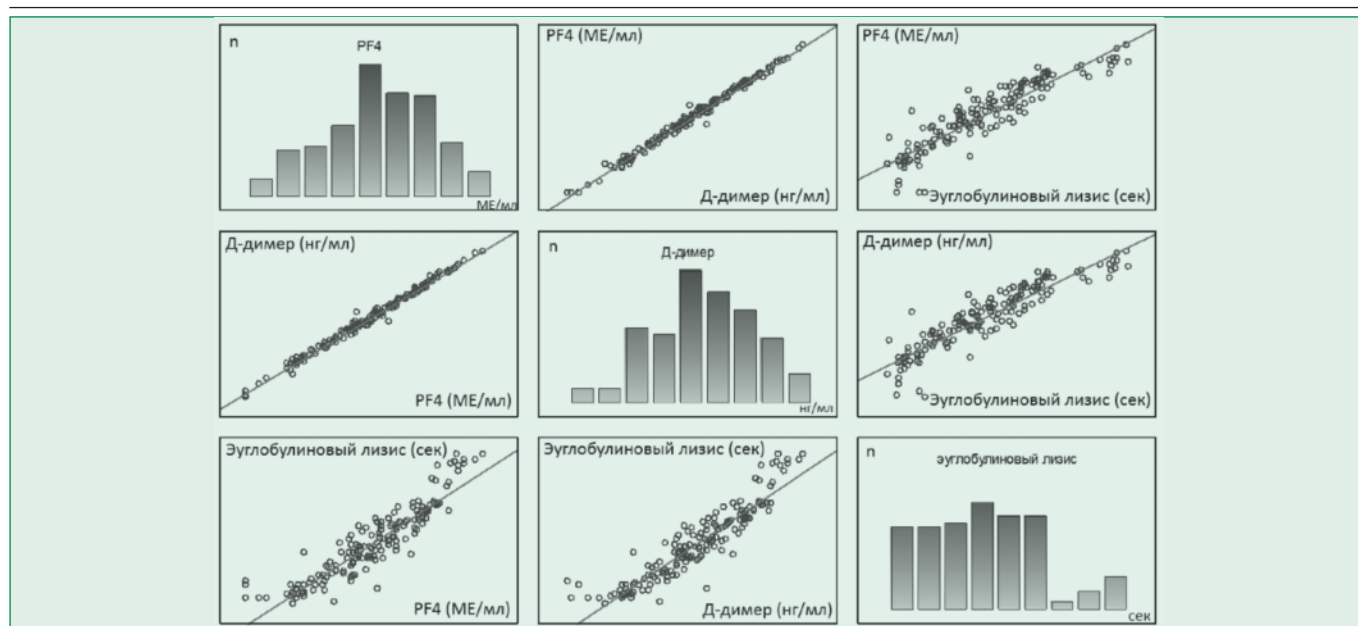 n
PF4
МЕ/мл
PF4 (МЕ/мл)
Д-димер (нг/мл)
PF4 (МЕ/мл)
Эуглобулиновый лизис (сек)
Д-димер (нг/мл)
PF4 (МЕ/мл)
n
Д-димер
нг/мл
Д-димер (нг/мл)
Эуглобулиновый лизис (сек)
Эуглобулиновый лизис (сек)
PF4 (МЕ/мл)
Эуглобулиновый лизис (сек)
Д-димер (нг/мл)
n
эуглобулиновый лизис
сек